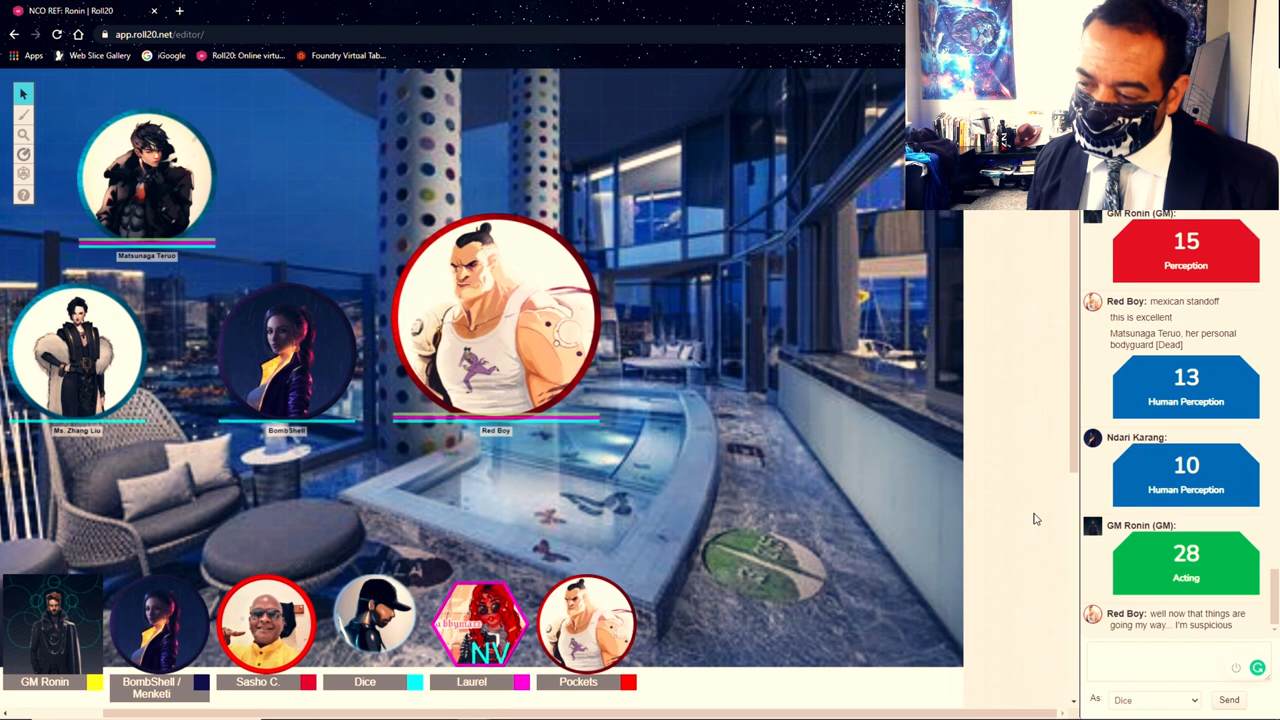 NCO REF: Ronin | Roll20
app.roll20.net/editor/
Apps
Web Slice Gallery
iGoogle
Roll20: Online virtu...
Foundry Virtual Tab...
Matsunaga Teruo
Ms. Zhang Liu
BombShell
Red Boy
GM Ronin (GM):
15
Perception
Red Boy: mexican standoff
this is excellent
Matsunaga Teruo, her personal
bodyguard [Dead]
13
Human Perception
Ndari Karang:
10
Human Perception
GM Ronin (GM):
28
Acting
Red Boy: well now that things are
going my way... I'm suspicious
As:
Dice
Send
NV
GM Ronin
BombShell /
Menketi
Sasho C.
Dice
Laurel
Pockets